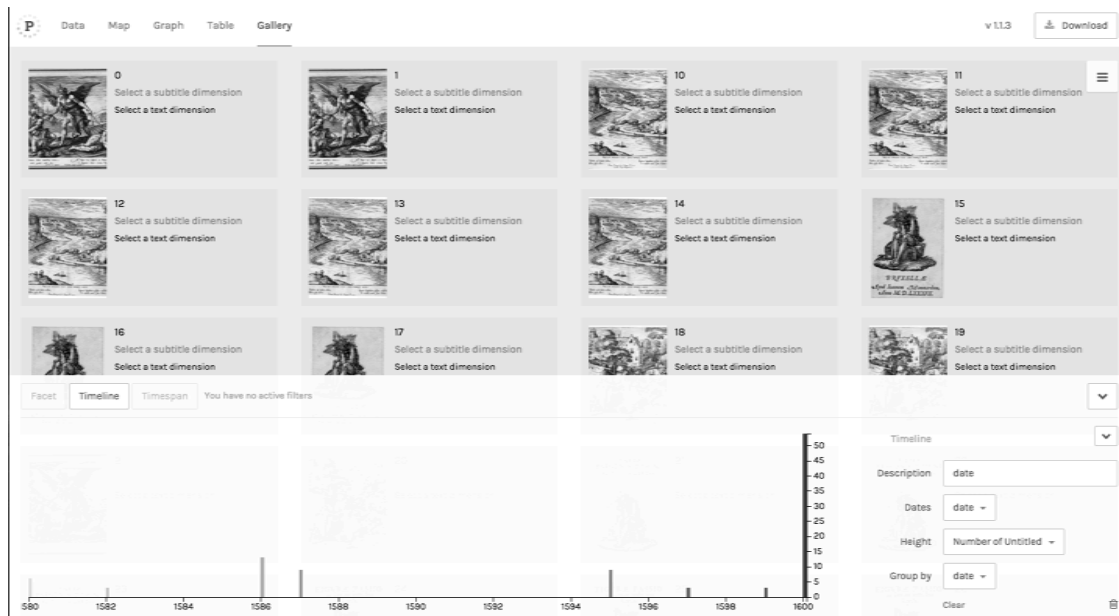 P Data Map Graph Table Gallery v 1.1.3 Download
0 1 10 11
Select a subtitle dimension Select a subtitle dimension Select a subtitle dimension Select a subtitle dimension
Select a text dimension Select a text dimension Select a text dimension Select a text dimension
12 13 14 15
Select a subtitle dimension Select a subtitle dimension Select a subtitle dimension Select a subtitle dimension
Select a text dimension Select a text dimension Select a text dimension Select a text dimension
16 17 18 19
Select a subtitle dimension Select a subtitle dimension Select a subtitle dimension Select a subtitle dimension
Select a text dimension Select a text dimension Select a text dimension Select a text dimension
Facet Timeline Timespan You have no active filters
Timeline
50
45
40
35
30
25
20
15
10
5
0
1580 1582 1584 1586 1588 1590 1592 1594 1596 1598 1600
Description date
Dates date
Height Number of Untitled
Group by date
Clear